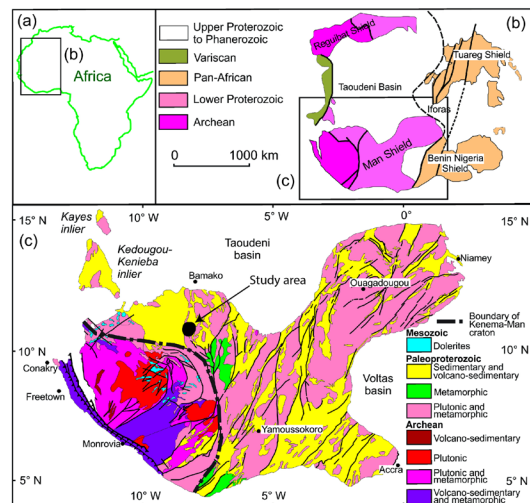 (a)
(b)
Africa
Upper Proterozoic
to Phanerozoic
Variscan
Pan-African
Lower Proterozoic
Archean
0 1000 km
(b)
Reguibat Shield
Tuareg Shield
Taoudeni Basin
Iforas
Man Shield
Benin Nigeria
Shield
(c)
15° N
10° W
5° W
0°
15° N
(c)
Kayes
inlier
Kedougou-
Kenieba
inlier
Taoudeni
basin
Bamako
Study area
Niamey
Ouagadougou
10° N
Conakry
Freetown
Monrovia
Yamoussokoro
Voltas
basin
Accra
5° N
10° W
5° W
Boundary of
Kenema-Man
craton
Mesozoic
Dolerites
Paleoproterozoic
Sedimentary and
volcano-sedimentary
Metamorphic
Plutonic and
metamorphic
Archean
Volcano-sedimentary
Plutonic
Plutonic and
metamorphic
Volcano-sedimentary
and metamorphic